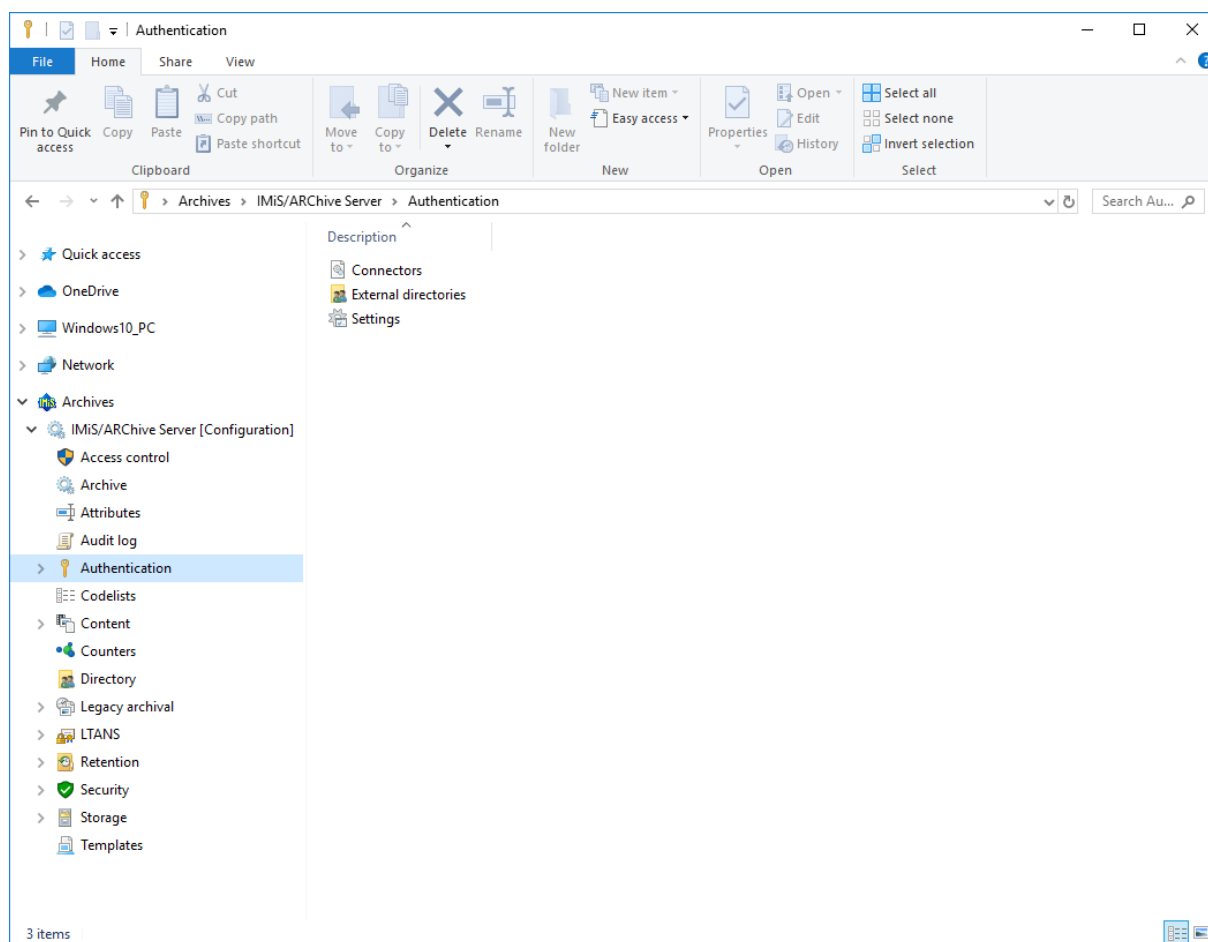 Authentication
File Home Share View
Pin to Quick access
Copy
Paste
Cut
Copy path
Paste shortcut
Clipboard
Move to
Copy to
Delete
Rename
Organize
New folder
New item
Easy access
New
Properties
Open
Edit
History
Open
Select all
Select none
Invert selection
Select
Archives > IMiS/ARChive Server > Authentication
Search Au...
Quick access
OneDrive
Windows10_PC
Network
Archives
IMiS/ARChive Server [Configuration]
Access control
Archive
Attributes
Audit log
Authentication
Codelists
Content
Counters
Directory
Legacy archival
LTANS
Retention
Security
Storage
Templates
Description
Connectors
External directories
Settings
3 items